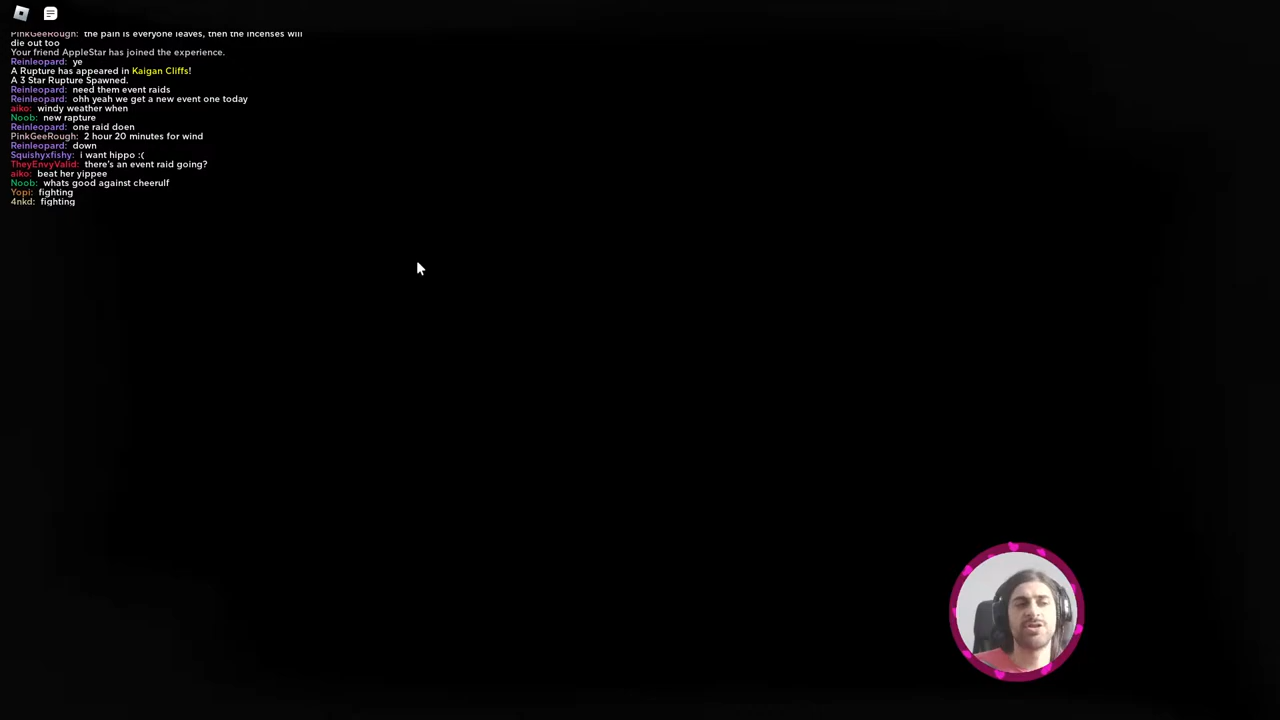 PinkGeeRough: the pain is everyone leaves, then the incenses will
die out too
Your friend AppleStar has joined the experience.
Reinleopard: ye
A Rupture has appeared in Kaigan Cliffs!
A 3 Star Rupture Spawned.
Reinleopard: need them event raids
Reinleopard: ohh yeah we get a new event one today
aiko: windy weather when
Noob: new rapture
Reinleopard: one raid doen
PinkGeeRough: 2 hour 20 minutes for wind
Reinleopard: down
Squishyxfishy: i want hippo :(
TheyEnvyValid: there's an event raid going?
aiko: beat her yippee
Noob: whats good against cheerulf
Yopi: fighting
4nkd: fighting